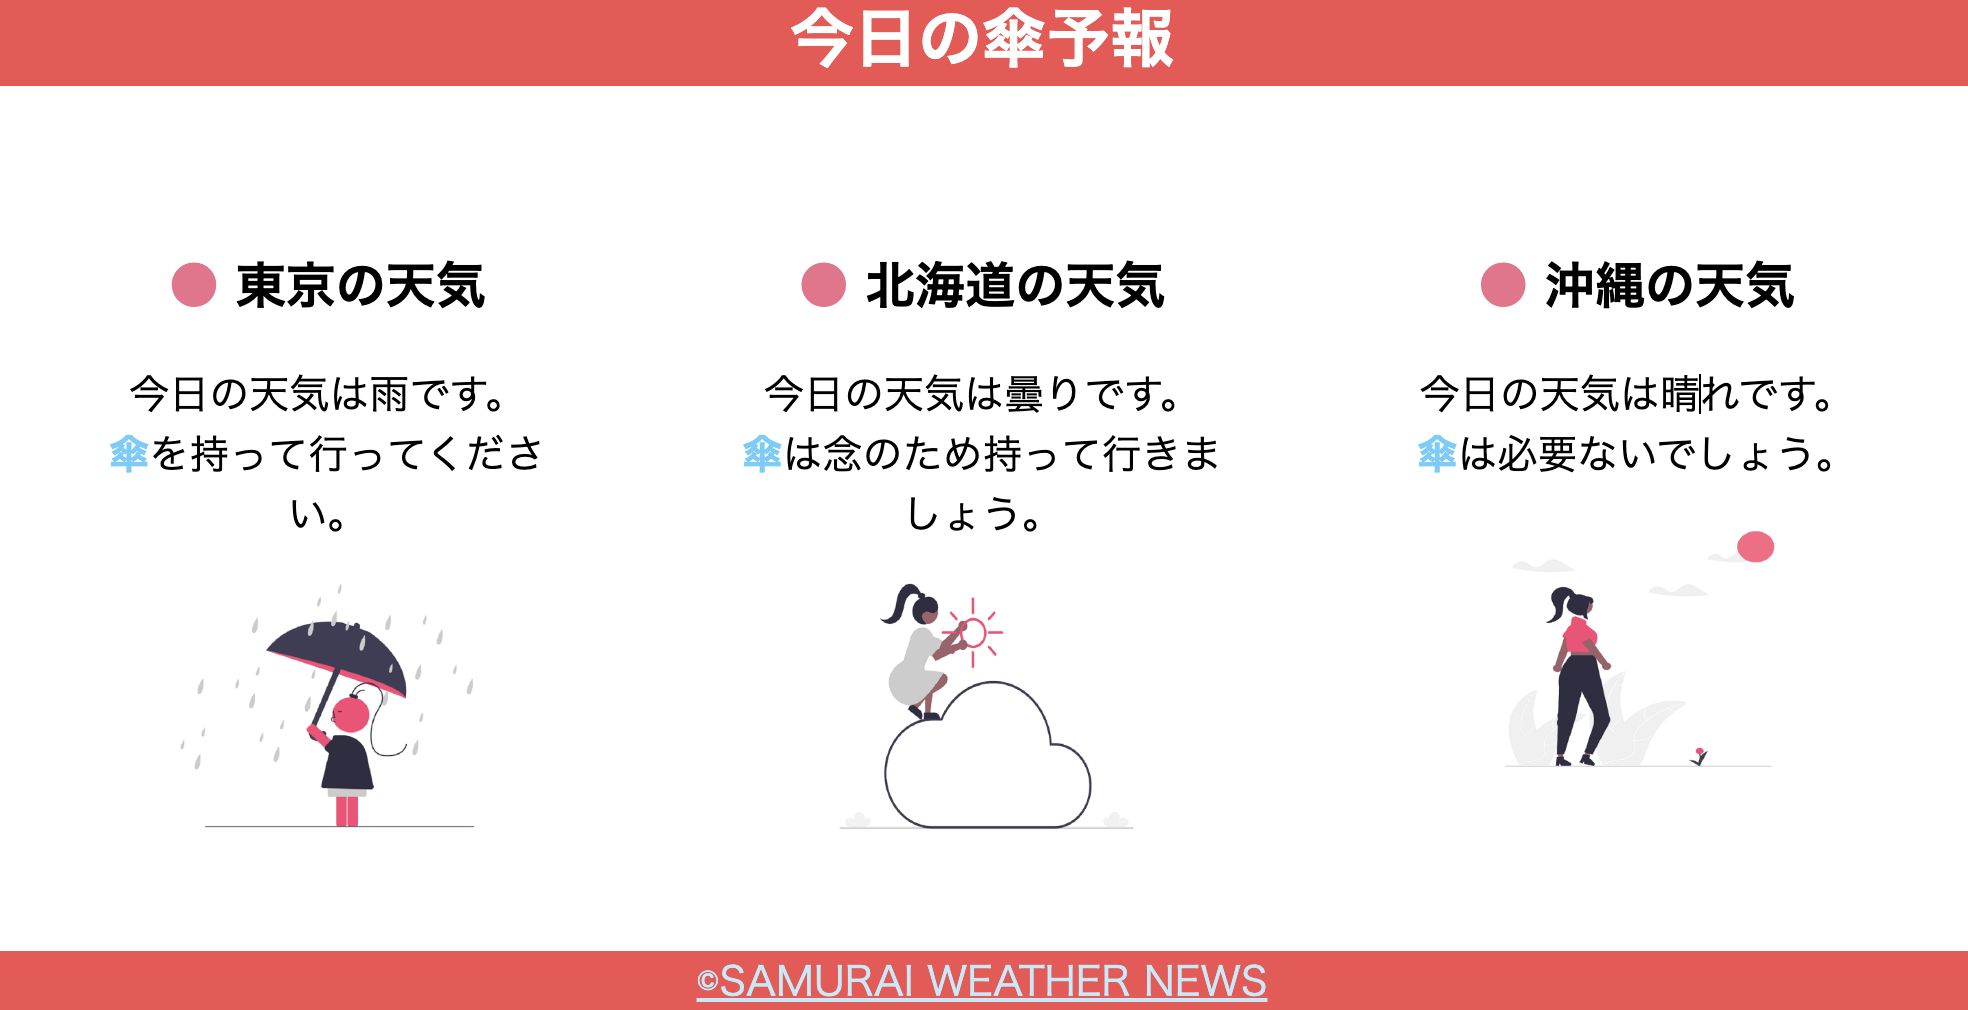 今日の傘予報
東京の天気
今日の天気は雨です。
傘を持って行ってくださ
い。
北海道の天気
今日の天気は曇りです。
傘は念のため持って行きま
しょう。
沖縄の天気
今日の天気は晴れです。
傘は必要ないでしょう。
©SAMURAI WEATHER NEWS